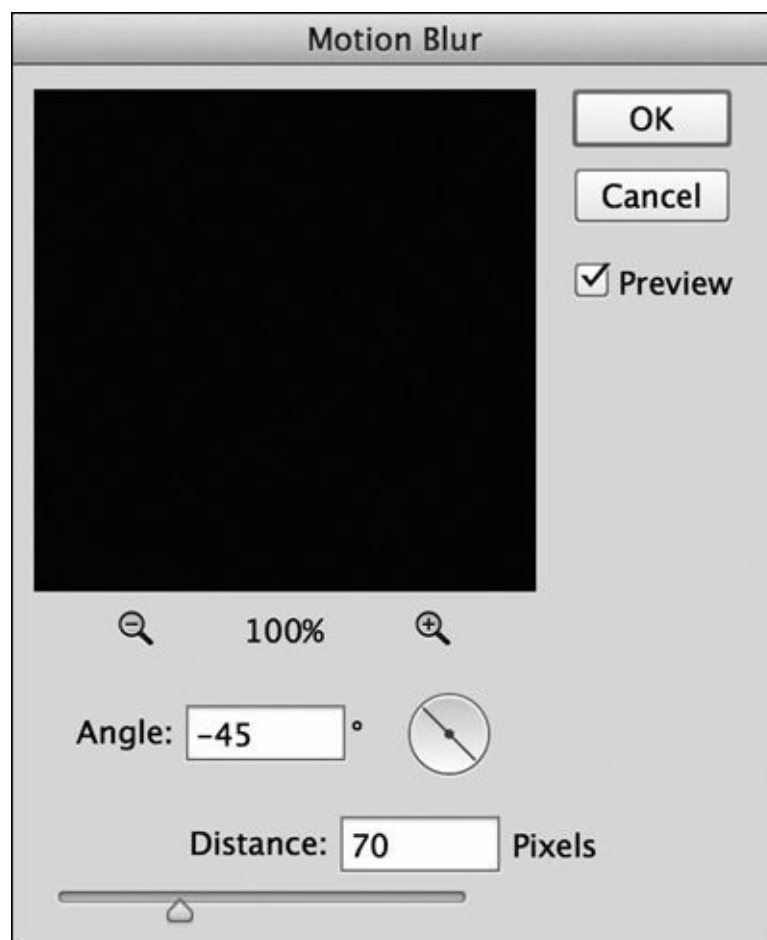 Motion Blur
OK
Cancel
Preview
100%
Angle: -45 °
Distance: 70 Pixels